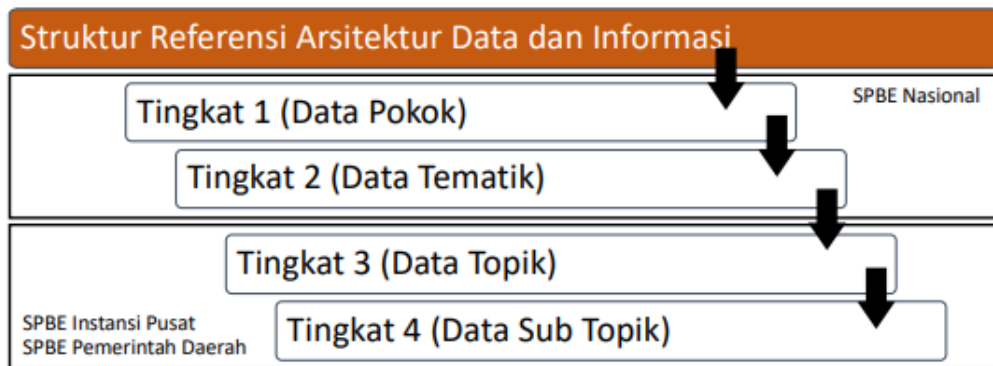 Struktur Referensi Arsitektur Data dan Informasi
Tingkat 1 (Data Pokok)
SPBE Nasional
Tingkat 2 (Data Tematik)
Tingkat 3 (Data Topik)
SPBE Instansi Pusat
SPBE Pemerintah Daerah
Tingkat 4 (Data Sub Topik)